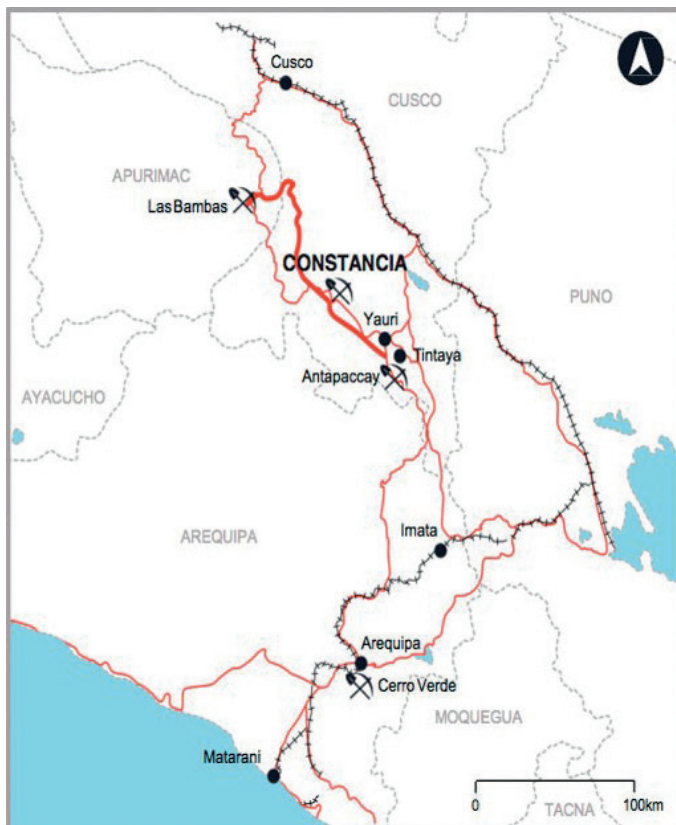 Cusco
CUSCO
APURIMAC
Las Bambas
CONSTANCIA
PUNO
Yauri
Tintaya
Antapaccay
AYACUCHO
Imata
AREQUIPA
Arequipa
Cerro Verde
MOQUEGUA
Matarani
0 100km
TACNA